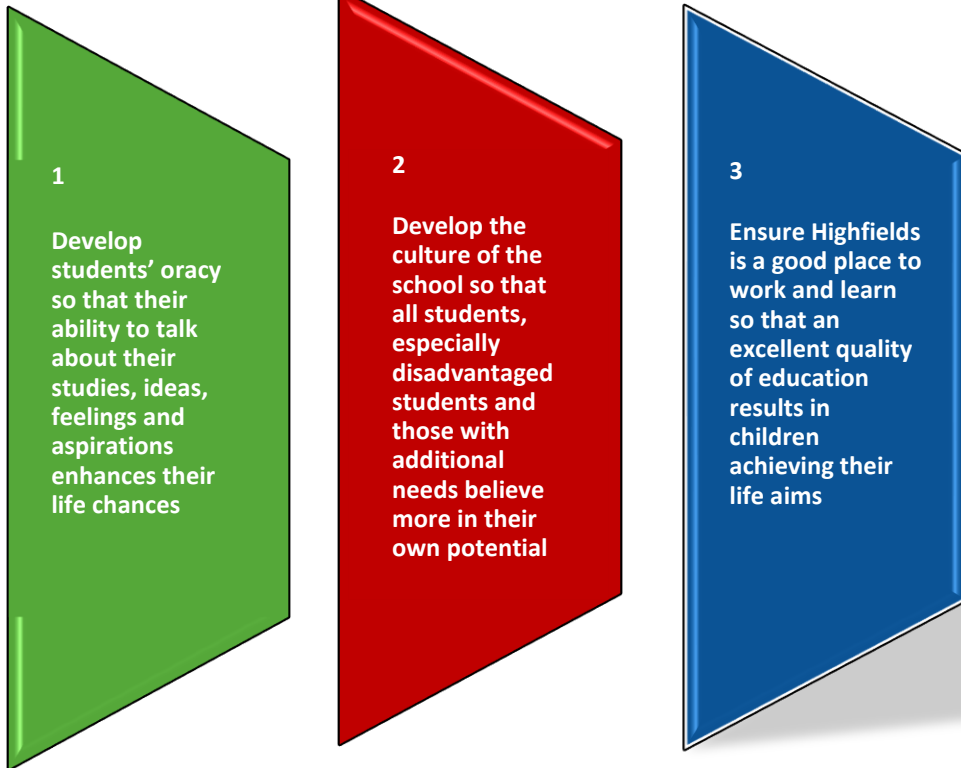 1
Develop
students’ oracy
so that their
ability to talk
about their
studies, ideas,
feelings and
aspirations
enhances their
life chances
2
Develop the
culture of the
school so that
all students,
especially
disadvantaged
students and
those with
additional
needs believe
more in their
own potential
3
Ensure Highfields
is a good place to
work and learn
so that an
excellent quality
of education
results in
children
achieving their
life aims